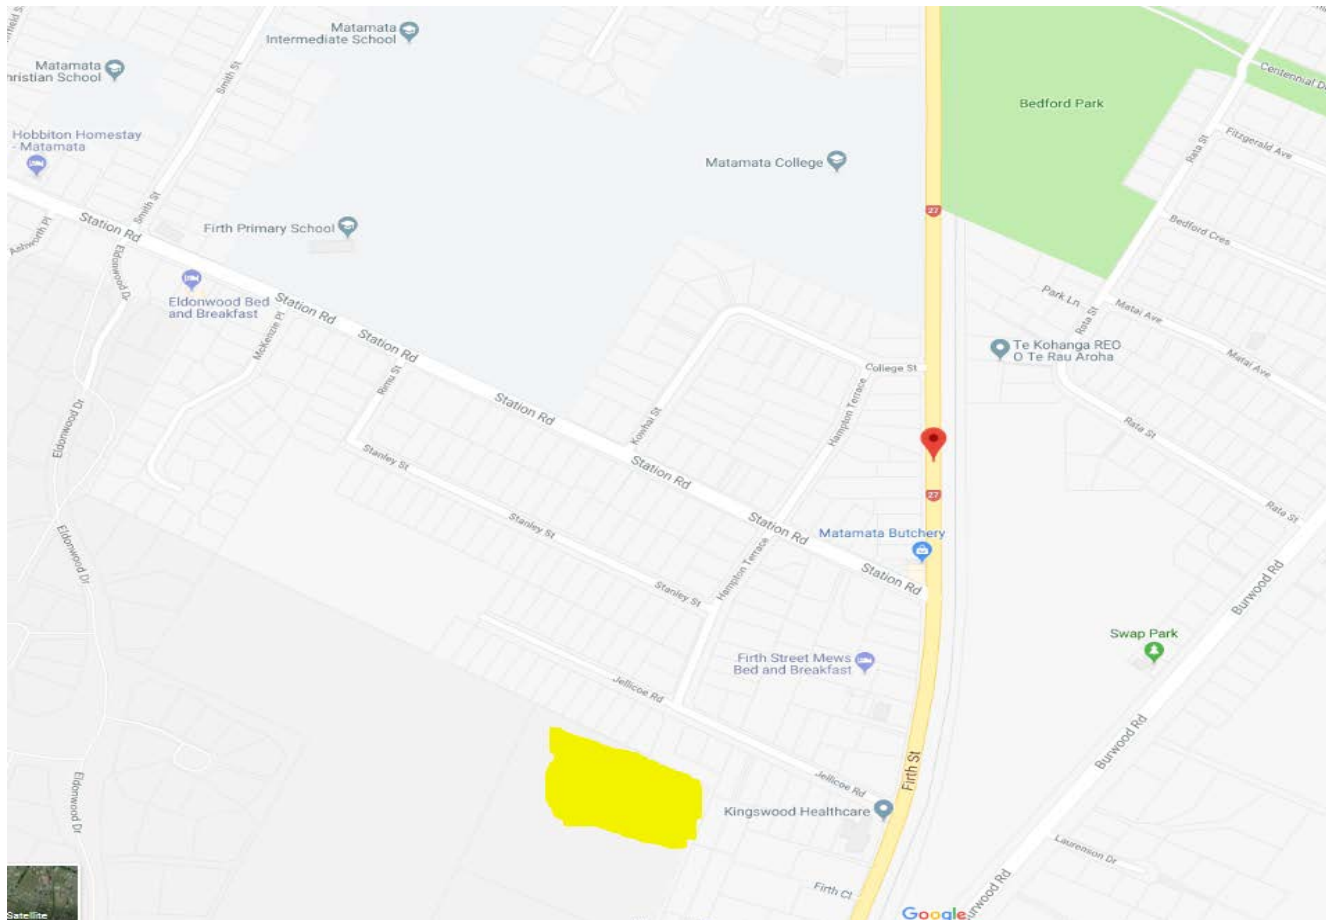 Smith St
Matamata
Intermediate School
Matamata
hristian School
Bedford Park
Centennial Dr
Hobbiton Homestay
- Matamata
Fitzgerald Ave
Rata St
Matamata College
Smith St
Station Rd
Ashworth Pl
Firth Primary School
27
Bedford Cres
Eldonwood Dr
Eldonwood Bed
and Breakfast
Station Rd
McKenzie Pl
Station Rd
Park Ln
Rata St
Matai Ave
Te Kohanga REO
O Te Rau Aroha
Matai Ave
College St
Rimu St
Station Rd
Kowhai St
Hampton Terrace
Eldonwood Dr
Rata St
Stanley St
Station Rd
27
Rata St
Stanley St
Station Rd
Matamata Butchery
Eldonwood Dr
Hampton Terrace
Station Rd
Stanley St
Burwood Rd
Swap Park
Firth Street Mews
Bed and Breakfast
Jellicoe Rd
Burwood Rd
Firth St
Jellicoe Rd
Eldonwood Dr
Kingswood Healthcare
Laurenson Dr
Firth Ct
urwood Rd
Satellite
Google